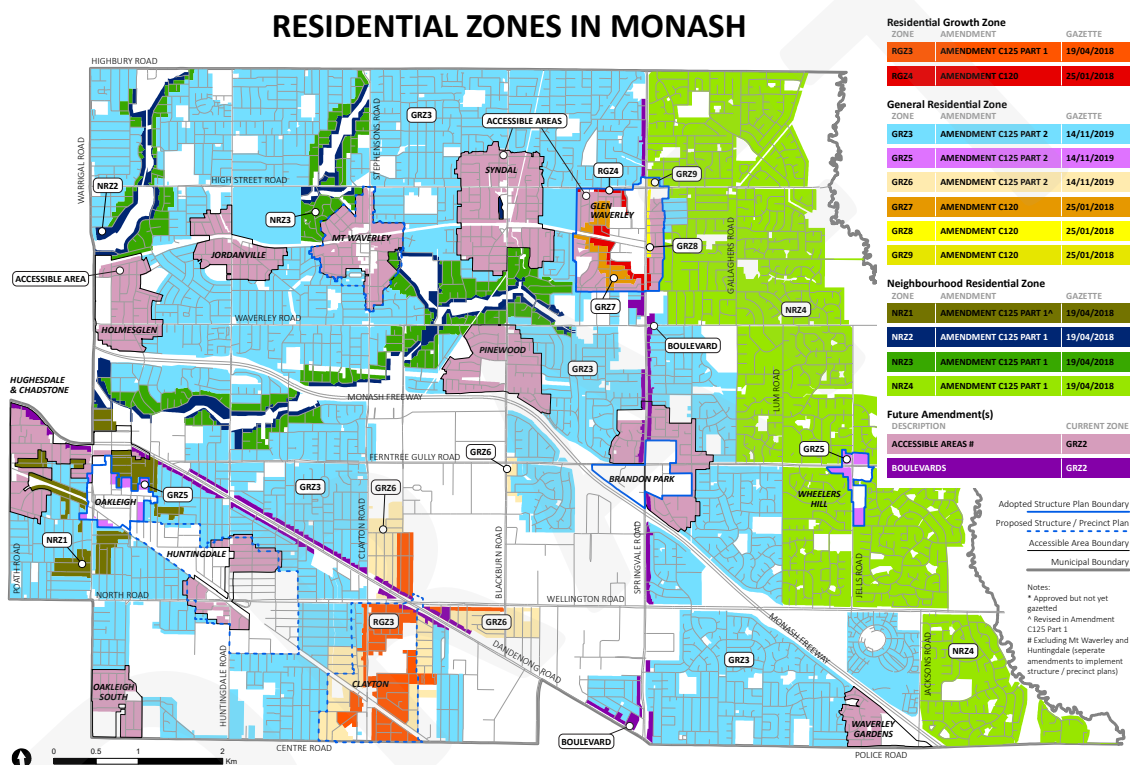 RESIDENTIAL ZONES IN MONASH
Residential Growth Zone
ZONE AMENDMENT GAZETTE
RGZ3 AMENDMENT C125 PART 1 19/04/2018
RGZ4 AMENDMENT C120 25/01/2018
General Residential Zone
ZONE AMENDMENT GAZETTE
GRZ3 AMENDMENT C125 PART 2 14/11/2019
GRZ5 AMENDMENT C125 PART 2 14/11/2019
GRZ6 AMENDMENT C125 PART 2 14/11/2019
GRZ7 AMENDMENT C120 25/01/2018
GRZ8 AMENDMENT C120 25/01/2018
GRZ9 AMENDMENT C120 25/01/2018
Neighbourhood Residential Zone
ZONE AMENDMENT GAZETTE
NRZ1 AMENDMENT C125 PART 1^ 19/04/2018
NRZ2 AMENDMENT C125 PART 1 19/04/2018
NRZ3 AMENDMENT C125 PART 1 19/04/2018
NRZ4 AMENDMENT C125 PART 1 19/04/2018
Future Amendment(s)
DESCRIPTION CURRENT ZONE
ACCESSIBLE AREAS # GRZ2
BOULEVARDS GRZ2
Adopted Structure Plan Boundary
Proposed Structure / Precinct Plan
Accessible Area Boundary
Municipal Boundary
Notes:
* Approved but not yet
gazetted
^ Revised in Amendment
C125 Part 1
# Excluding Mt Waverley and
Huntingdale (seperate
amendments to implement
structure / precinct plans)
HIGHBURY ROAD
WARRIGAL ROAD
STEPHENSONS ROAD
GRZ3
ACCESSIBLE AREAS
SYNDAL
RGZ4
GRZ9
NRZ2
HIGH STREET ROAD
NRZ3
MT WAVERLEY
GLEN
WAVERLEY
GRZ8
GALLAGHERS ROAD
JORDANVILLE
ACCESSIBLE AREA
GRZ7
NRZ4
WAVERLEY ROAD
HOLMESGLEN
BOULEVARD
PINEWOOD
GRZ3
LUM ROAD
HUGHESDALE
& CHADSTONE
MONASH FREEWAY
FERNTREE GULLY ROAD
GRZ6
GRZ5
BRANDON PARK
WHEELERS
HILL
GRZ3
GRZ6
GRZ5
OAKLEIGH
CLAYTON ROAD
BLACKBURN ROAD
SPRINGVALE ROAD
HUNTINGDALE
NRZ1
POATH ROAD
JELLS ROAD
NORTH ROAD
WELLINGTON ROAD
RGZ3
GRZ6
MONASH FREEWAY
DANDENONG ROAD
GRZ3
NRZ4
JACKSONS ROAD
HUNTINGDALE ROAD
CLAYTON
OAKLEIGH
SOUTH
WAVERLEY
GARDENS
CENTRE ROAD
BOULEVARD
POLICE ROAD
0 0.5 1 2 Km